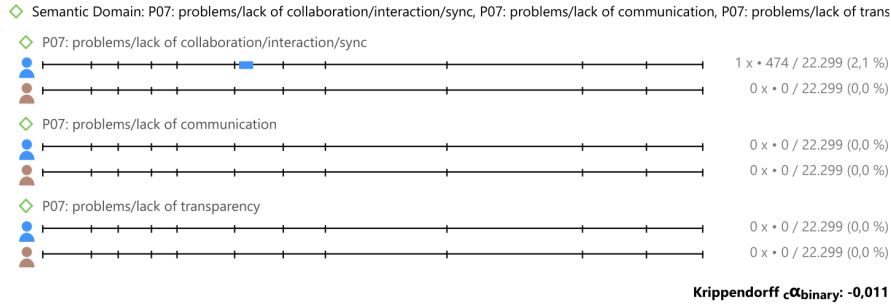 Semantic Domain: P07: problems/lack of collaboration/interaction/sync, P07: problems/lack of communication, P07: problems/lack of trans
P07: problems/lack of collaboration/interaction/sync
1 x • 474 / 22.299 (2,1 %)
0 x • 0 / 22.299 (0,0 %)
P07: problems/lack of communication
0 x • 0 / 22.299 (0,0 %)
0 x • 0 / 22.299 (0,0 %)
P07: problems/lack of transparency
0 x • 0 / 22.299 (0,0 %)
0 x • 0 / 22.299 (0,0 %)
Krippendorff cαbinary: -0,011